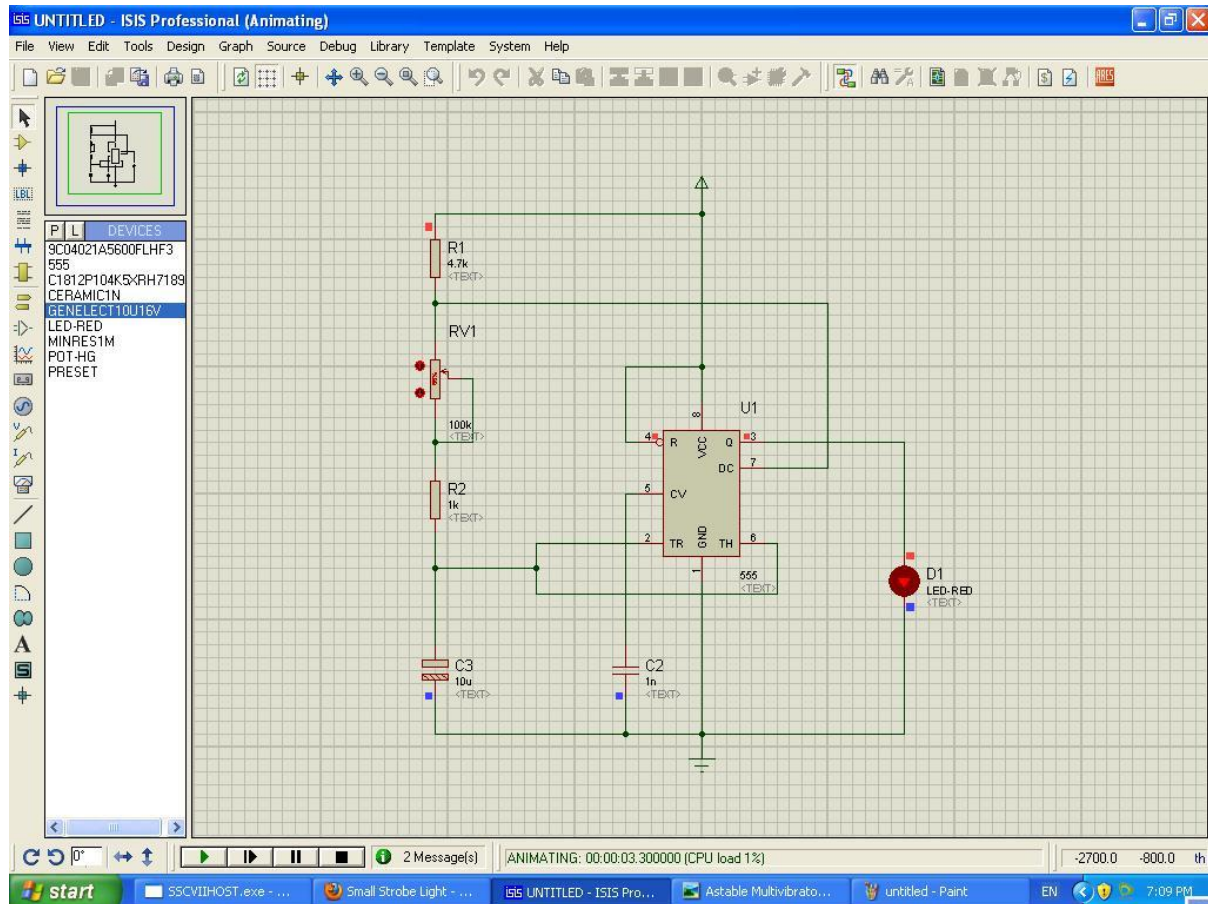 UNTITLED - ISIS Professional (Animating)
File View Edit Tools Design Graph Source Debug Library Template System Help
LBL
P L DEVICES
9C04021A5600FLHF3
555
C1812P104K5XRH7189
CERAMIC1N
GENELECT10U16V
LED-RED
MINRES1M
POT-HG
PRESET
R1
4.7k
<TEXT>
RV1
100k
<TEXT>
R2
1k
<TEXT>
C3
10u
<TEXT>
C2
1n
<TEXT>
U1
8
4 R VCC Q 3
DC 7
5 CV
2 TR GND TH 6
1
555
<TEXT>
D1
LED-RED
<TEXT>
0°
2 Message(s)
ANIMATING: 00:00:03.300000 (CPU load 1%)
-2700.0 -800.0 th
start
SSCVIIHOST.exe - ...
Small Strobe Light - ...
ISIS UNTITLED - ISIS Pro...
Astable Multivibrato...
untitled - Paint
EN
7:09 PM